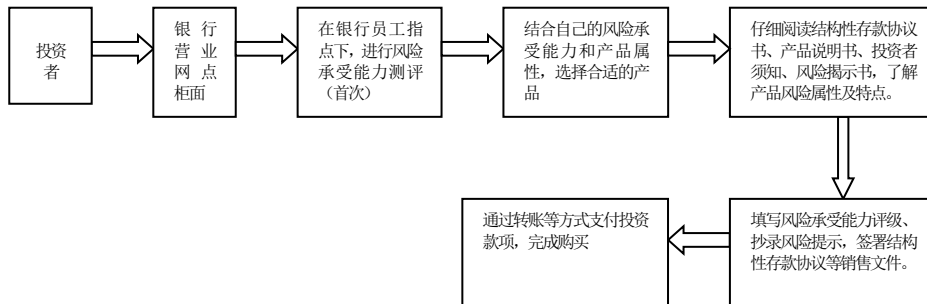 投资
者
银行
营业
网点
柜面
在银行员工指
点下，进行风险
承受能力测评
（首次）
结合自己的风险承
受能力和产品属
性，选择合适的产
品
仔细阅读结构性存款协议
书、产品说明书、投资者
须知、风险揭示书，了解
产品风险属性及特点。
填写风险承受能力评级、
抄录风险提示，签署结构
性存款协议等销售文件。
通过转账等方式支付投资
款项，完成购买